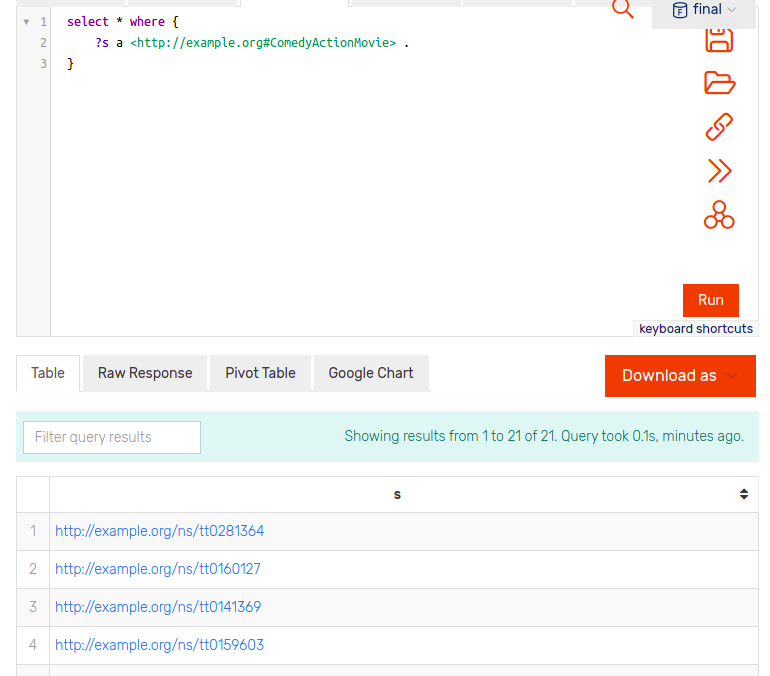 final
1 select * where {
2 ?s a <http://example.org#ComedyActionMovie> .
3 }
Run
keyboard shortcuts
Table Raw Response Pivot Table Google Chart
Download as
Filter query results
Showing results from 1 to 21 of 21. Query took 0.1s, minutes ago.
s
1 http://example.org/ns/tt0281364
2 http://example.org/ns/tt0160127
3 http://example.org/ns/tt0141369
4 http://example.org/ns/tt0159603